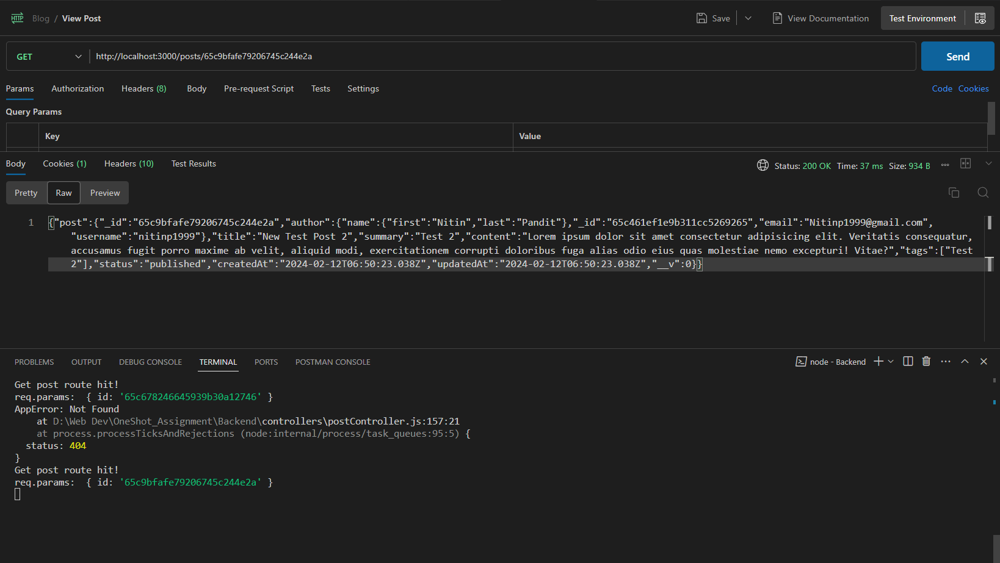 HTTP Blog / View Post Save View Documentation Test Environment
GET http://localhost:3000/posts/65c9bfafe79206745c244e2a Send
Params Authorization Headers (8) Body Pre-request Script Tests Settings Code Cookies
Query Params
Key Value
Body Cookies (1) Headers (10) Test Results Status: 200 OK Time: 37 ms Size: 934 B
Pretty Raw Preview
1 {"post":{"_id":"65c9bfafe79206745c244e2a","author":{"name":{"first":"Nitin","last":"Pandit"},"_id":"65c461ef1e9b311cc5269265","email":"Nitinp1999@gmail.com",
"username":"nitinp1999"},"title":"New Test Post 2","summary":"Test 2","content":"Lorem ipsum dolor sit amet consectetur adipisicing elit. Veritatis consequatur,
accusamus fugit porro maxime ab velit, aliquid modi, exercitationem corrupti doloribus fuga alias odio eius quas molestiae nemo excepturi! Vitae?","tags":["Test
2"],"status":"published","createdAt":"2024-02-12T06:50:23.038Z","updatedAt":"2024-02-12T06:50:23.038Z","__v":0}}
PROBLEMS OUTPUT DEBUG CONSOLE TERMINAL PORTS POSTMAN CONSOLE node - Backend
Get post route hit!
req.params:  { id: '65c678246645939b30a12746' }
AppError: Not Found
    at D:\Web Dev\OneShot_Assignment\Backend\controllers\postController.js:157:21
    at process.processTicksAndRejections (node:internal/process/task_queues:95:5) {
  status: 404
}
Get post route hit!
req.params:  { id: '65c9bfafe79206745c244e2a' }